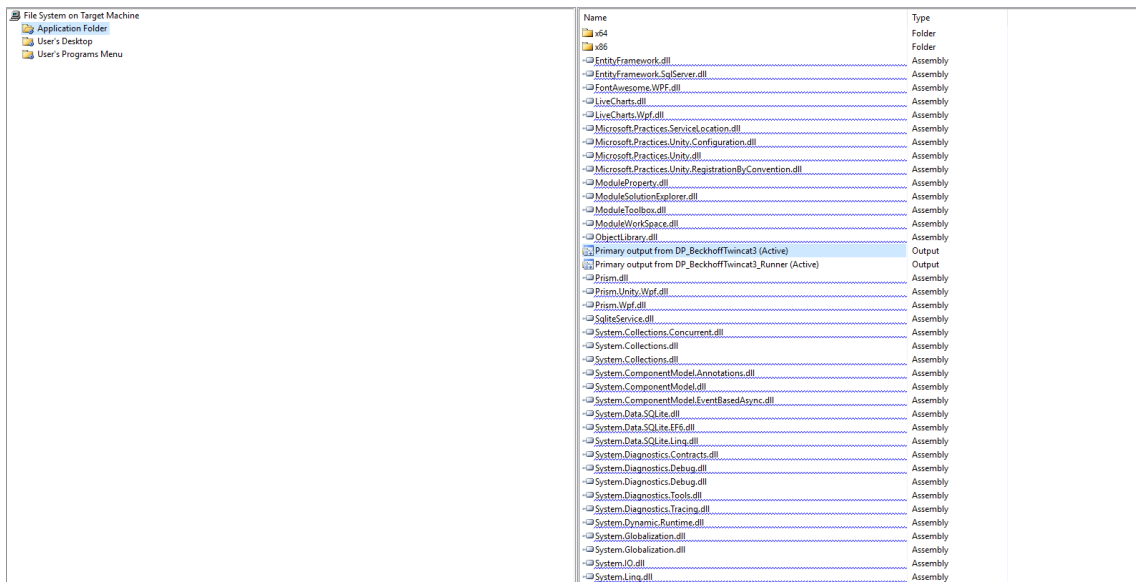 File System on Target Machine
Application Folder
User's Desktop
User's Programs Menu
Name Type
x64 Folder
x86 Folder
EntityFramework.dll Assembly
EntityFramework.SqlServer.dll Assembly
FontAwesome.WPF.dll Assembly
LiveCharts.dll Assembly
LiveCharts.Wpf.dll Assembly
Microsoft.Practices.ServiceLocation.dll Assembly
Microsoft.Practices.Unity.Configuration.dll Assembly
Microsoft.Practices.Unity.dll Assembly
Microsoft.Practices.Unity.RegistrationByConvention.dll Assembly
ModuleProperty.dll Assembly
ModuleSolutionExplorer.dll Assembly
ModuleToolbox.dll Assembly
ModuleWorkSpace.dll Assembly
ObjectLibrary.dll Assembly
Primary output from DP_BeckhoffTwincat3 (Active) Output
Primary output from DP_BeckhoffTwincat3_Runner (Active) Output
Prism.dll Assembly
Prism.Unity.Wpf.dll Assembly
Prism.Wpf.dll Assembly
SqliteService.dll Assembly
System.Collections.Concurrent.dll Assembly
System.Collections.dll Assembly
System.Collections.dll Assembly
System.ComponentModel.Annotations.dll Assembly
System.ComponentModel.dll Assembly
System.ComponentModel.EventBasedAsync.dll Assembly
System.Data.SQLite.dll Assembly
System.Data.SQLite.EF6.dll Assembly
System.Data.SQLite.Linq.dll Assembly
System.Diagnostics.Contracts.dll Assembly
System.Diagnostics.Debug.dll Assembly
System.Diagnostics.Debug.dll Assembly
System.Diagnostics.Tools.dll Assembly
System.Diagnostics.Tracing.dll Assembly
System.Dynamic.Runtime.dll Assembly
System.Globalization.dll Assembly
System.Globalization.dll Assembly
System.IO.dll Assembly
System.Linq.dll Assembly